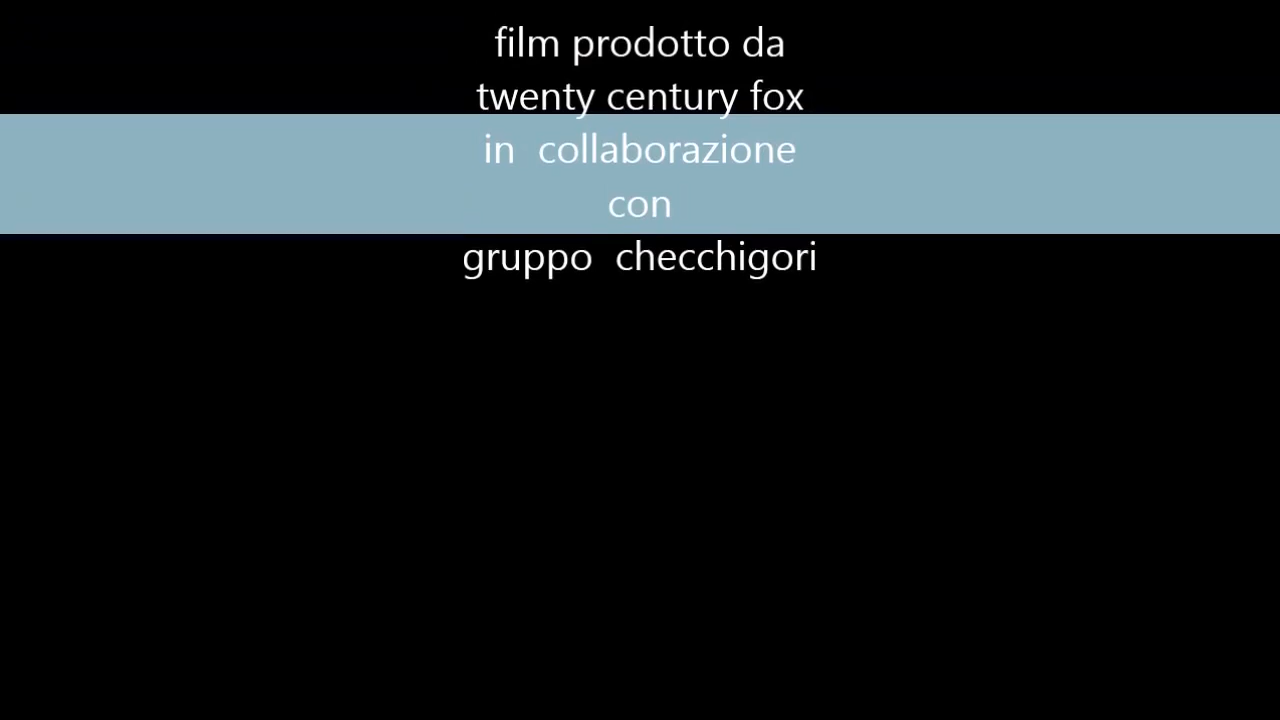 film prodotto da
twenty century fox
in  collaborazione
con
gruppo  checchigori